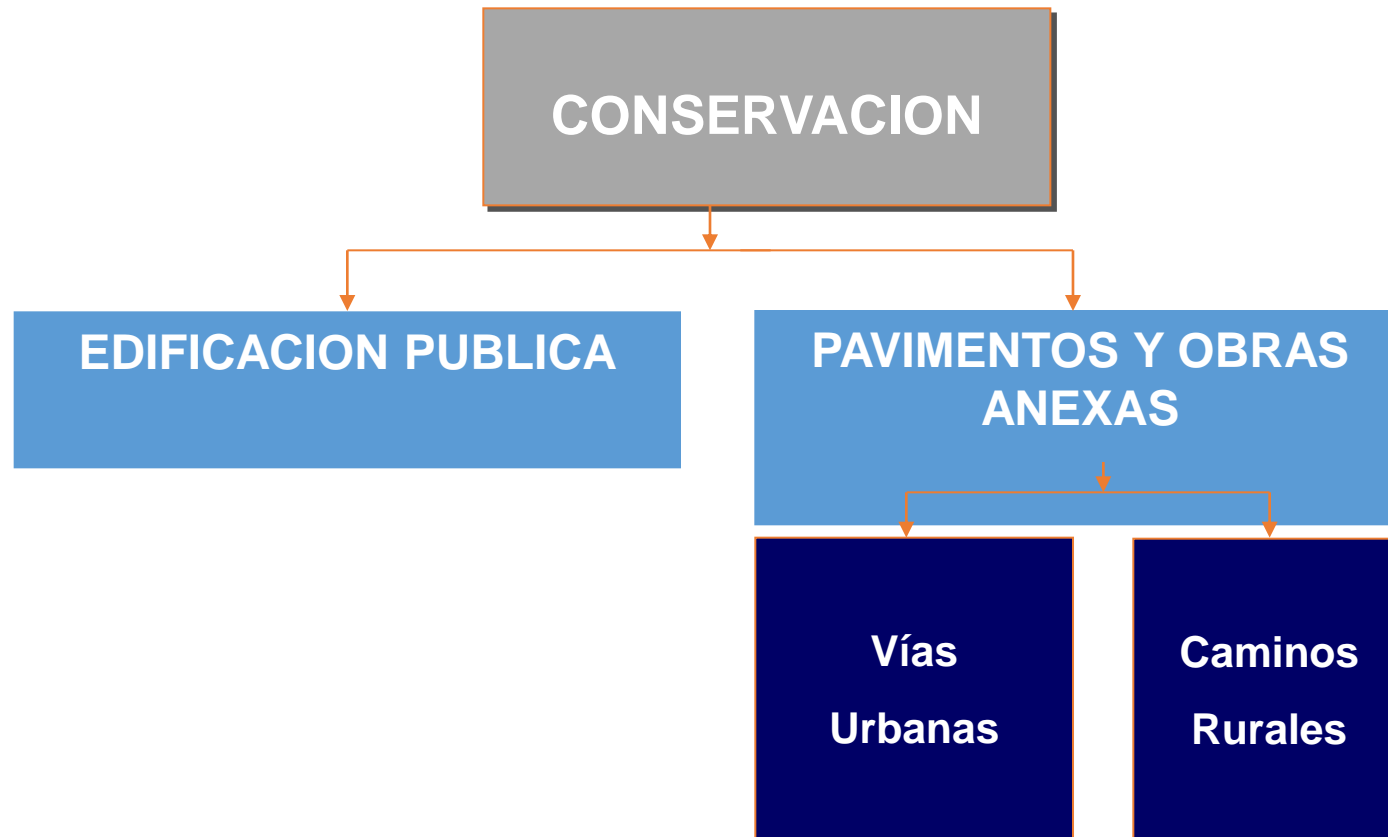 CONSERVACION
EDIFICACION PUBLICA
PAVIMENTOS Y OBRAS
ANEXAS
Vías
Urbanas
Caminos
Rurales